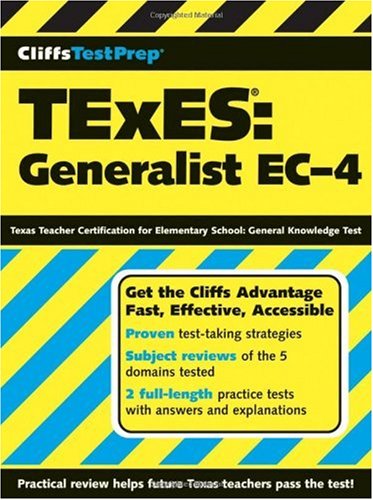 Copyrighted Material
CliffsTestPrep®
TExES®:
Generalist EC–4
Texas Teacher Certification for Elementary School: General Knowledge Test
Get the Cliffs Advantage
Fast, Effective, Accessible
Proven test-taking strategies
Subject reviews of the 5
domains tested
2 full-length practice tests
with answers and explanations
Practical review helps future Texas teachers pass the test!